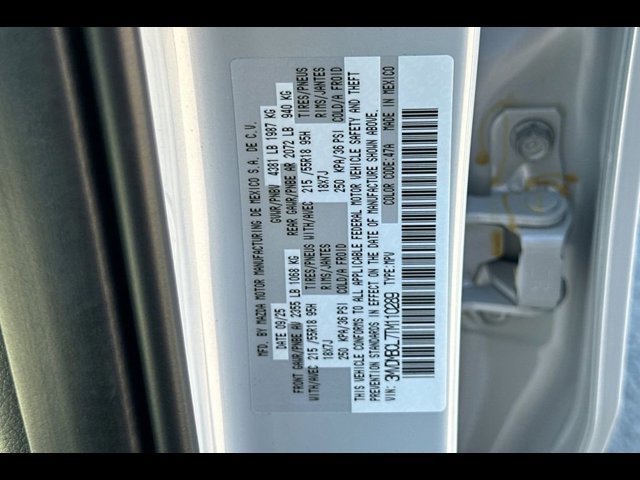 MFD. BY MAZDA MOTOR MANUFACTURING DE MEXICO S.A. DE C.V.
DATE 09/25 GVWR/PNBV 4381 LB 1987 KG
FRONT GAWR/PNBE AV 2355 LB 1068 KG REAR GAWR/PNBE AR 2072 LB 940 KG
WITH/AVEC 215 /55R18 95H TIRES/PNEUS WITH/AVEC 215 /55R18 95H TIRES/PNEUS
18X7J RIMS/JANTES 18X7J RIMS/JANTES
250 KPA/36 PSI COLD/A FROID 250 KPA/36 PSI COLD/A FROID
THIS VEHICLE CONFORMS TO ALL APPLICABLE FEDERAL MOTOR VEHICLE SAFETY AND THEFT
PREVENTION STANDARDS IN EFFECT ON THE DATE OF MANUFACTURE SHOWN ABOVE.
COLOR CODE:47A MADE IN MEXICO
VIN: TYPE:MPV